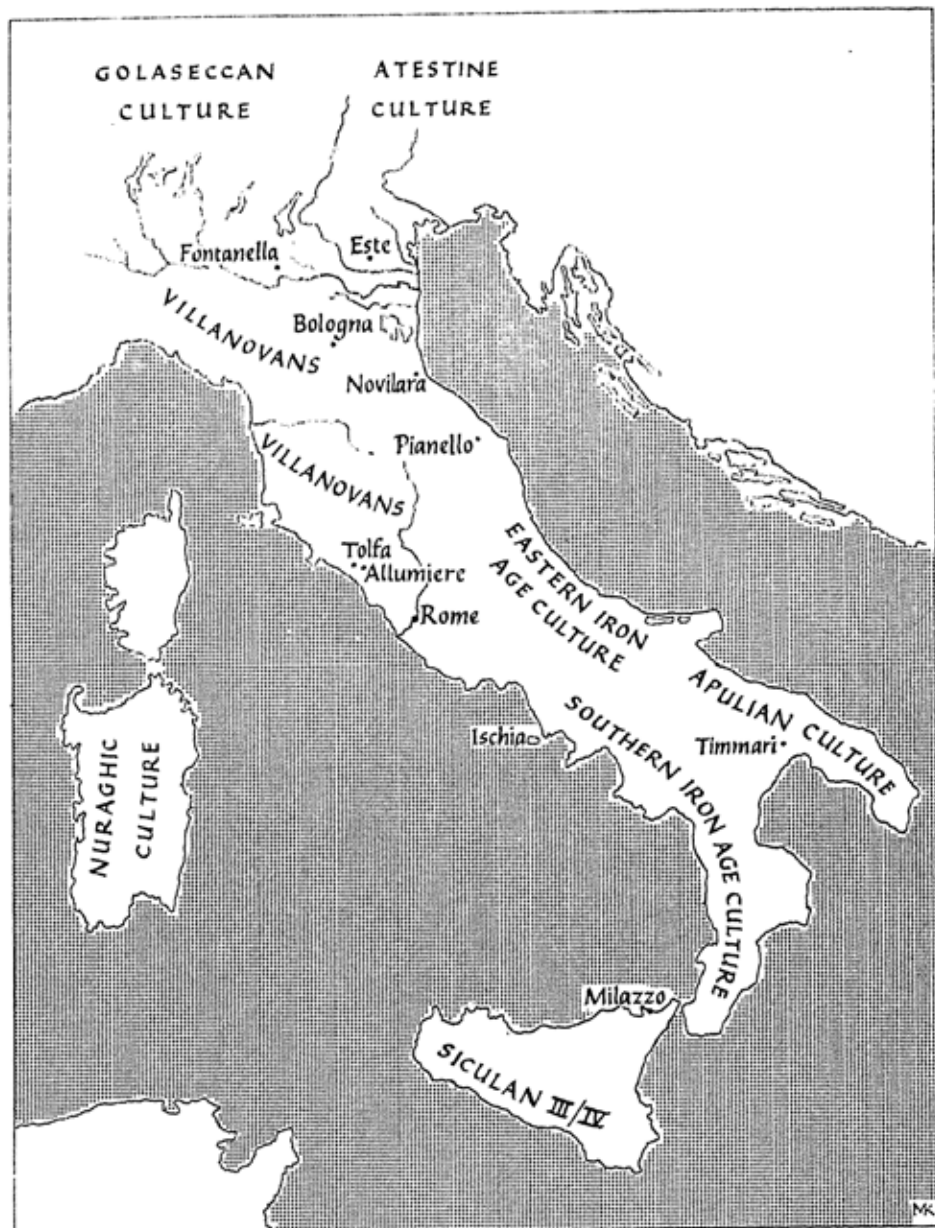 GOLASECCAN
CULTURE
ATESTINE
CULTURE
Fontanella
Este
VILLANOVANS
Bologna
Novilara
Pianello
VILLANOVANS
Tolfa
Allumiere
Rome
EASTERN IRON
AGE CULTURE
APULIAN CULTURE
Ischia
Timmari
SOUTHERN IRON AGE CULTURE
NURAGHIC
CULTURE
Milazzo
SICULAN III/IV
MK